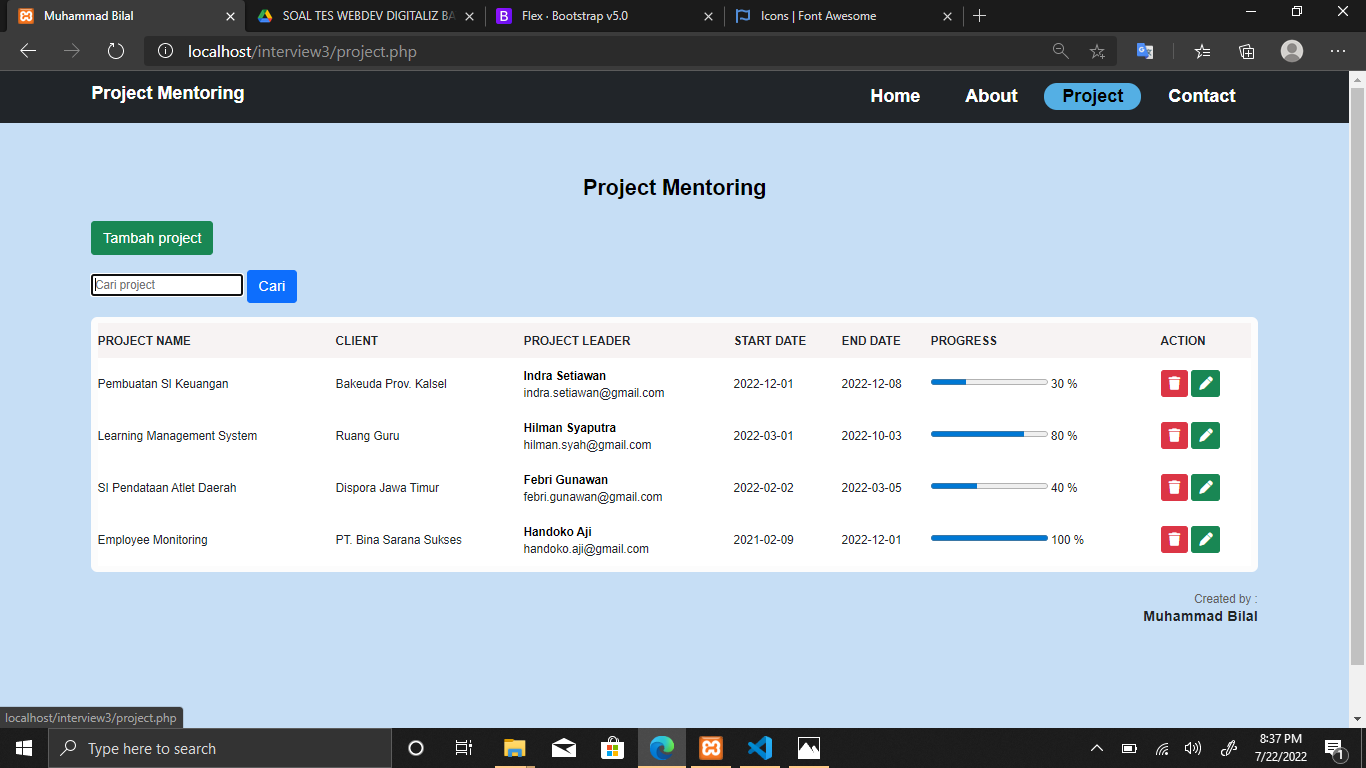 Muhammad Bilal
SOAL TES WEBDEV DIGITALIZ BA
Flex · Bootstrap v5.0
Icons | Font Awesome
localhost/interview3/project.php
Project Mentoring
Home About Project Contact
Project Mentoring
Tambah project
Cari project Cari
PROJECT NAME CLIENT PROJECT LEADER START DATE END DATE PROGRESS ACTION
Pembuatan SI Keuangan Bakeuda Prov. Kalsel Indra Setiawan 2022-12-01 2022-12-08 30 %
indra.setiawan@gmail.com
Learning Management System Ruang Guru Hilman Syaputra 2022-03-01 2022-10-03 80 %
hilman.syah@gmail.com
SI Pendataan Atlet Daerah Dispora Jawa Timur Febri Gunawan 2022-02-02 2022-03-05 40 %
febri.gunawan@gmail.com
Employee Monitoring PT. Bina Sarana Sukses Handoko Aji 2021-02-09 2022-12-01 100 %
handoko.aji@gmail.com
Created by :
Muhammad Bilal
localhost/interview3/project.php
Type here to search
8:37 PM
7/22/2022
1